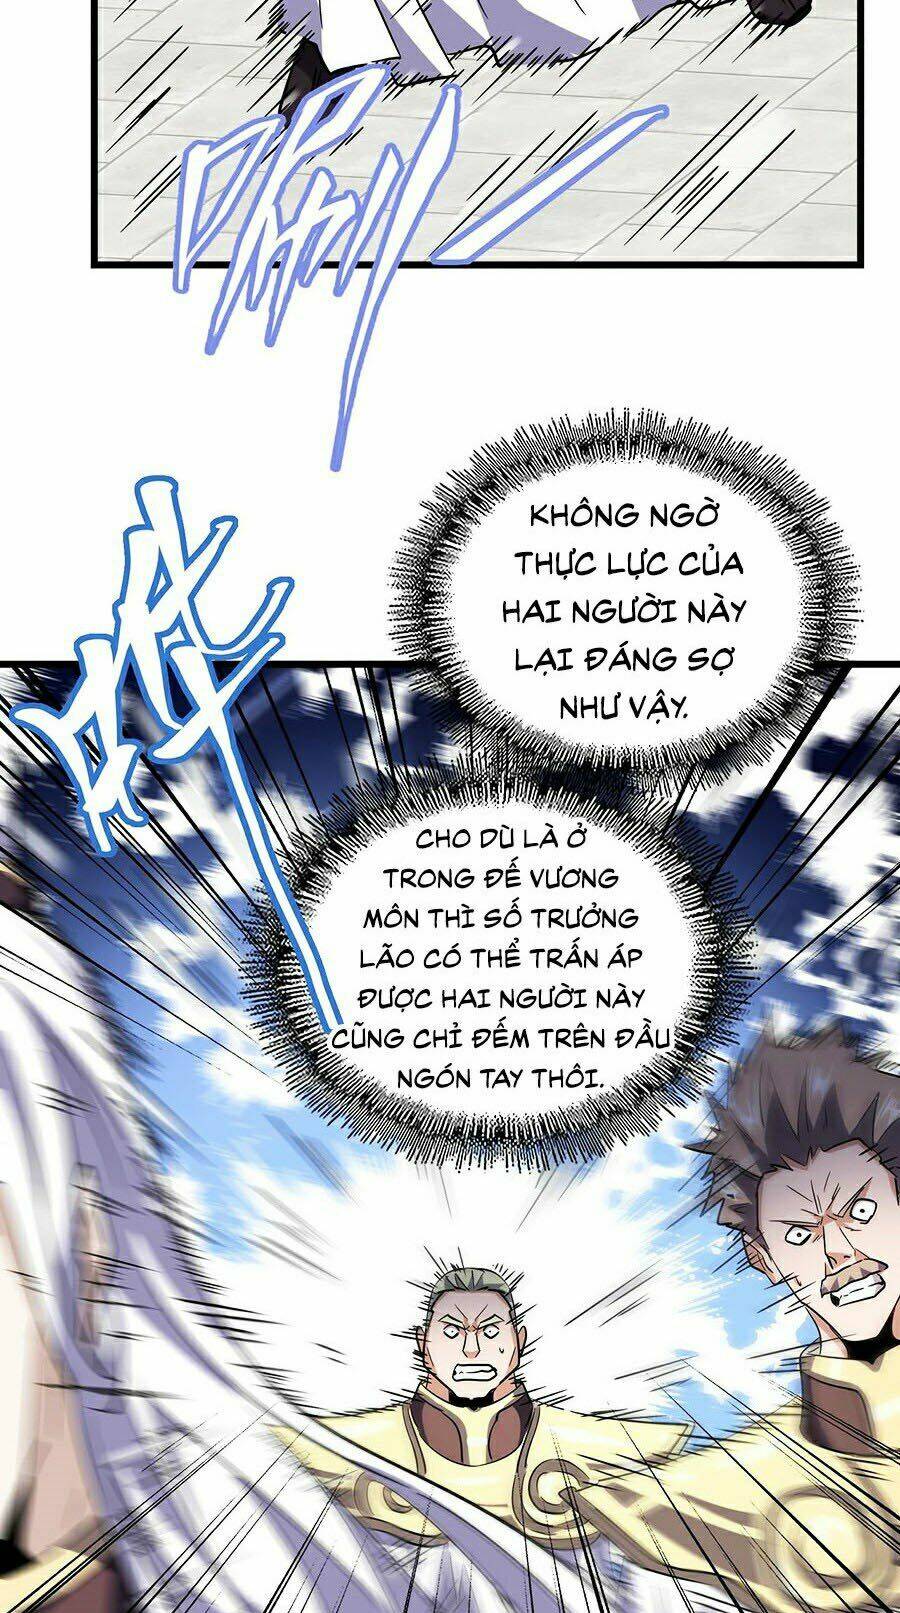 KHÔNG NGỜ
THỰC LỰC CỦA
HAI NGƯỜI NÀY
LẠI ĐÁNG SỢ
NHƯ VẬY.
CHO DÙ LÀ Ở
TRONG ĐẾ VƯƠNG
MÔN THÌ SỐ TRƯỞNG
LÃO CÓ THỂ TRẤN ÁP
ĐƯỢC HAI NGƯỜI NÀY
CŨNG CHỈ ĐẾM TRÊN ĐẦU
NGÓN TAY THÔI.